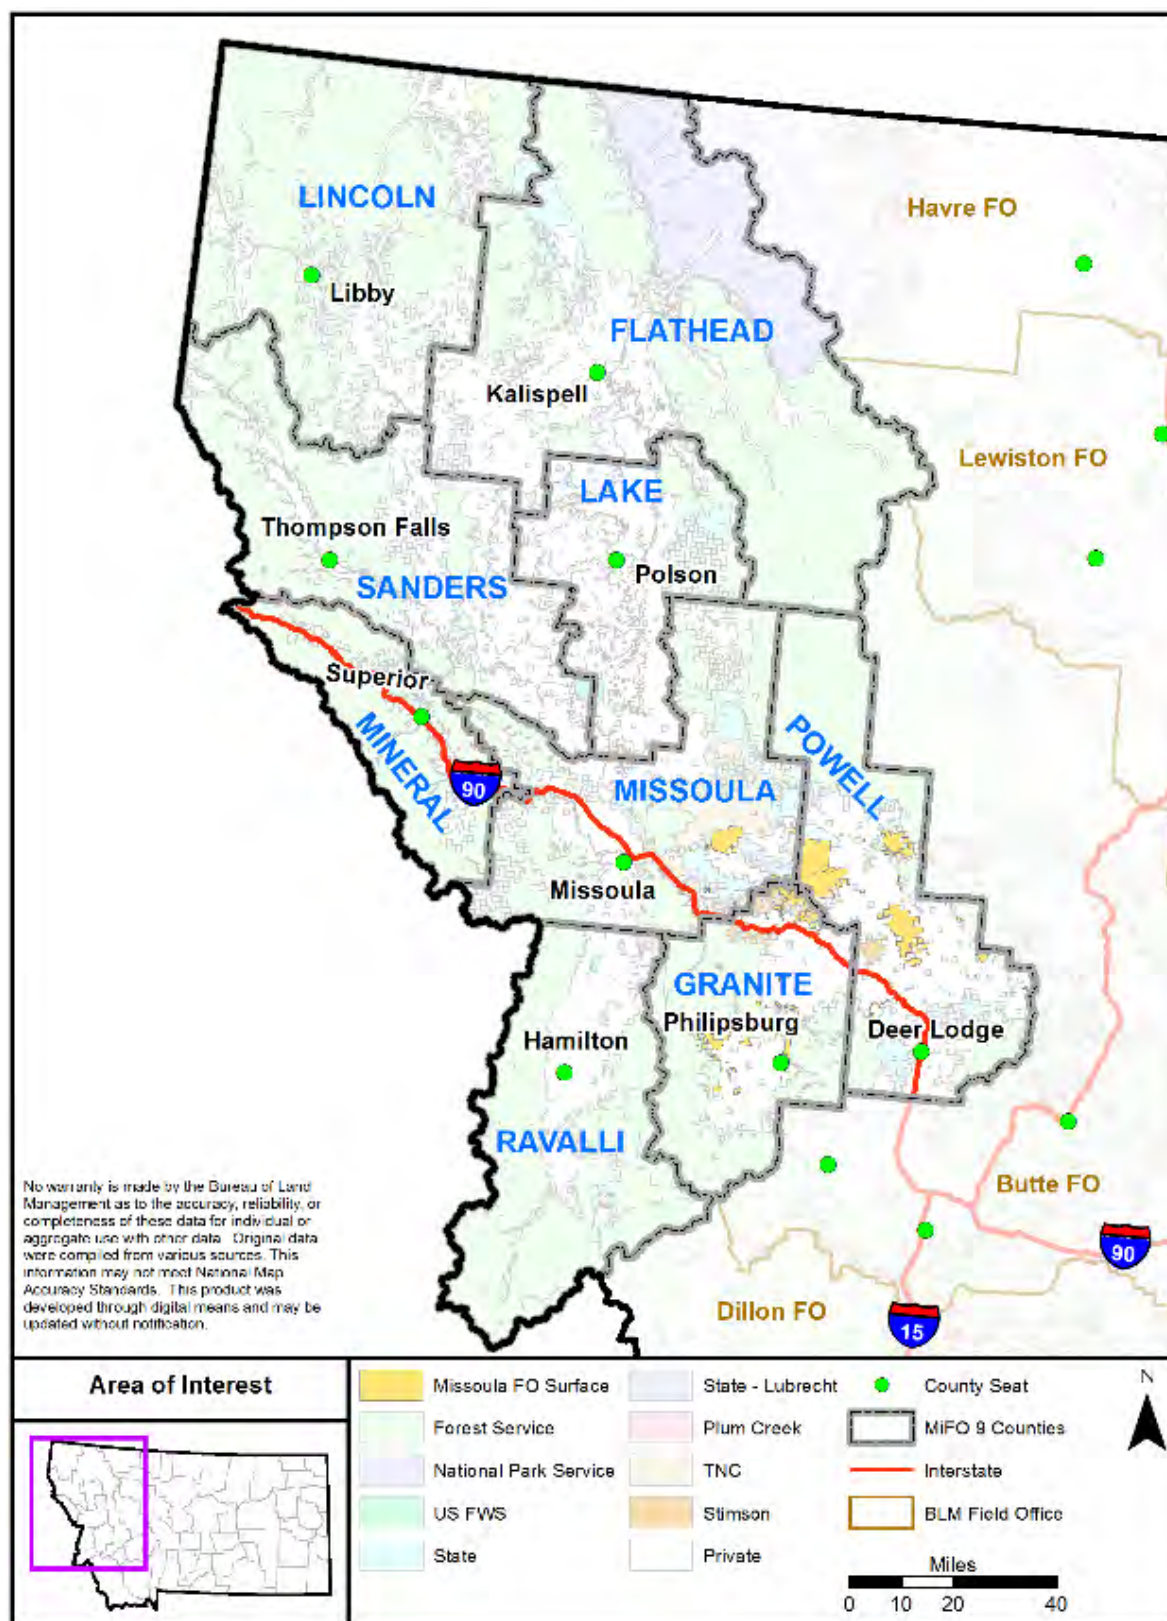 Havre FO
LINCOLN
Libby
FLATHEAD
Kalispell
Lewiston FO
LAKE
Thompson Falls
Polson
SANDERS
Superior
MINERAL
90
MISSOULA
POWELL
Missoula
GRANITE
Philipsburg
Deer Lodge
Hamilton
RAVALLI
Butte FO
90
Dillon FO
15
No warranty is made by the Bureau of Land
Management as to the accuracy, reliability, or
completeness of these data for individual or
aggregate use with other data. Original data
were compiled from various sources. This
information may not meet National Map
Accuracy Standards. This product was
developed through digital means and may be
updated without notification.
Area of Interest
Missoula FO Surface
Forest Service
National Park Service
US FWS
State
State - Lubrecht
Plum Creek
TNC
Stimson
Private
County Seat
MiFO 9 Counties
Interstate
BLM Field Office
Miles
0 10 20 40
N